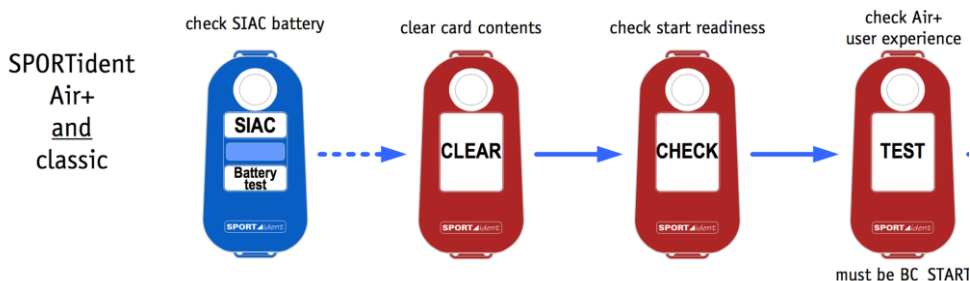 SPORTident
Air+
and
classic
check SIAC battery
SIAC
Battery
test
SPORTident
clear card contents
CLEAR
SPORTident
check start readiness
CHECK
SPORTident
check Air+
user experience
TEST
SPORTident
must be BC START